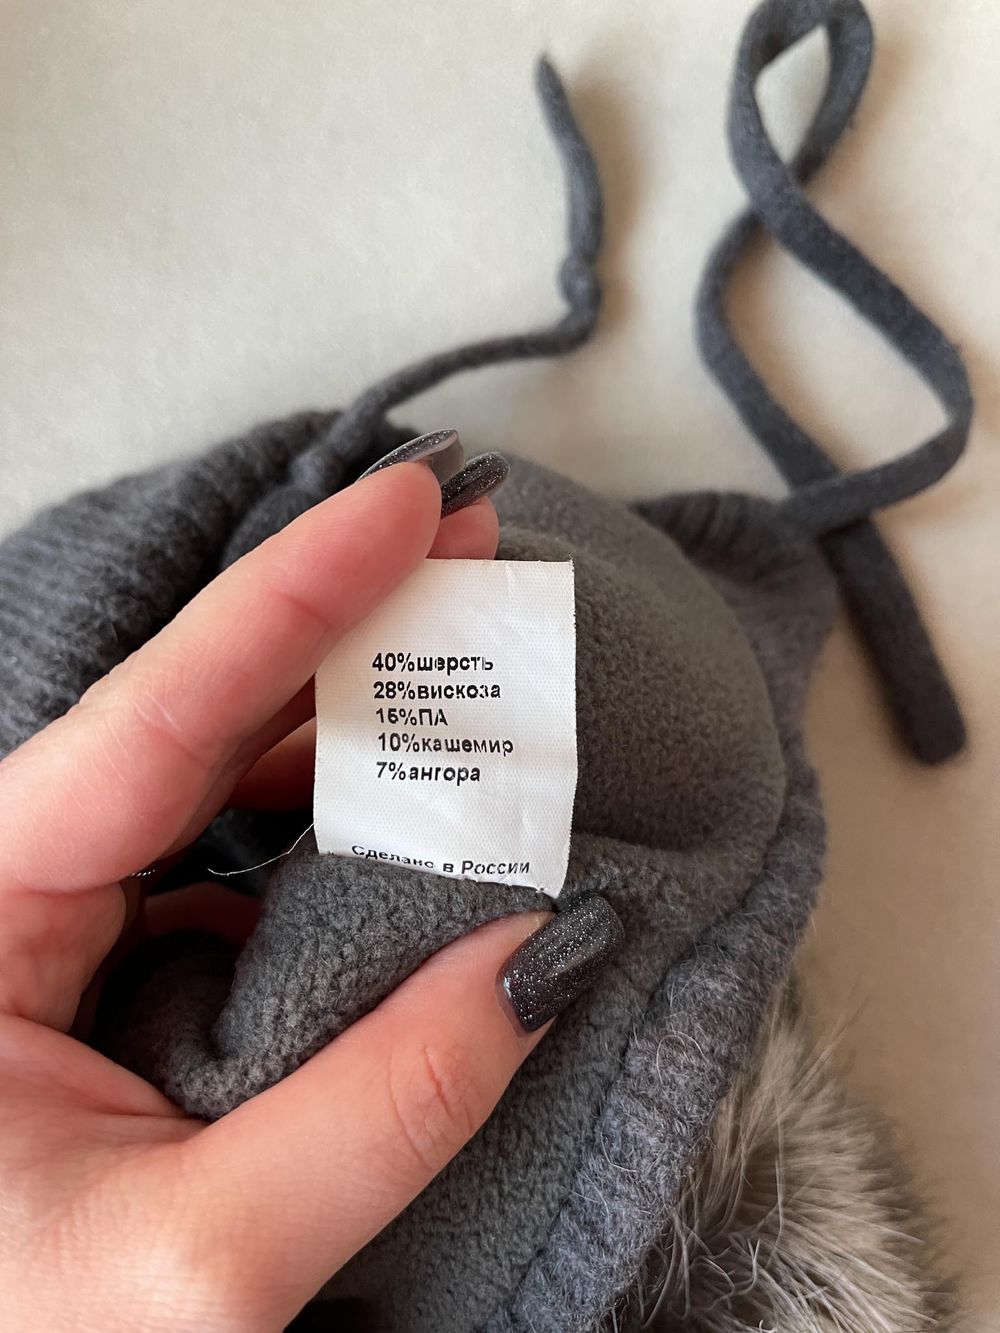 40%шерсть
28%вискоза
15%ПА
10%кашемир
7%ангора
Сделано в России